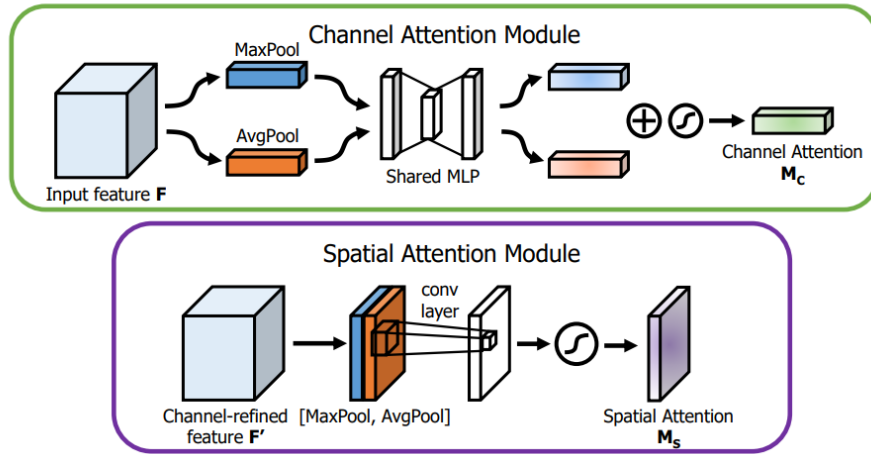 Channel Attention Module
MaxPool
AvgPool
Input feature F
Shared MLP
Channel Attention
Mc
Spatial Attention Module
conv
layer
Channel-refined
feature F'
[MaxPool, AvgPool]
Spatial Attention
Ms